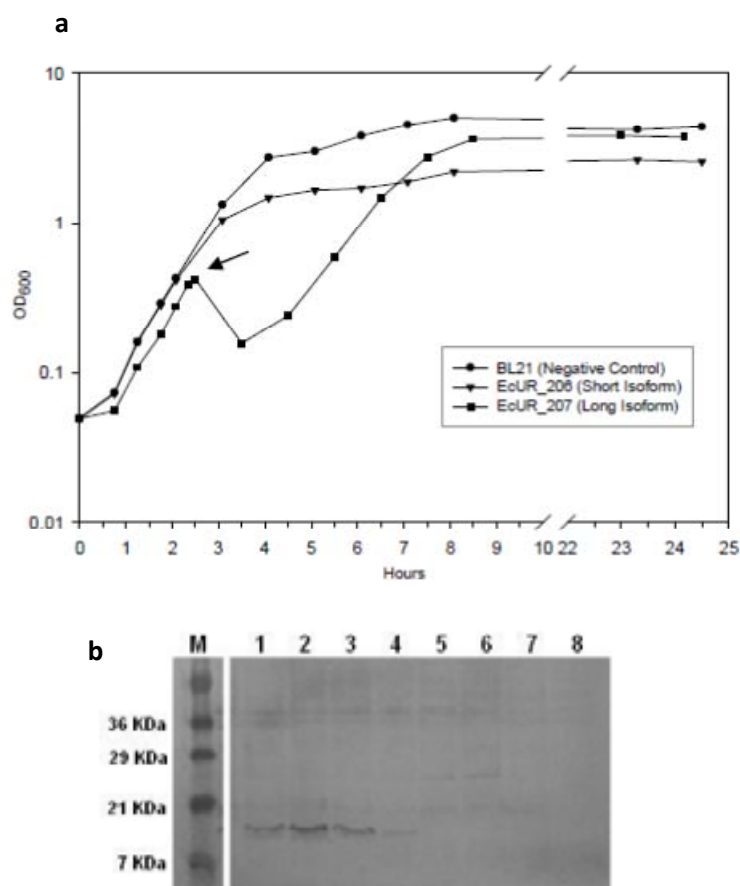 a
10
1
0.1
0.01
OD600
BL21 (Negative Control)
EcUR_206 (Short Isoform)
EcUR_207 (Long Isoform)
0 1 2 3 4 5 6 7 8 9 10 22 23 24 25
Hours
b
M 1 2 3 4 5 6 7 8
36 KDa
29 KDa
21 KDa
7 KDa